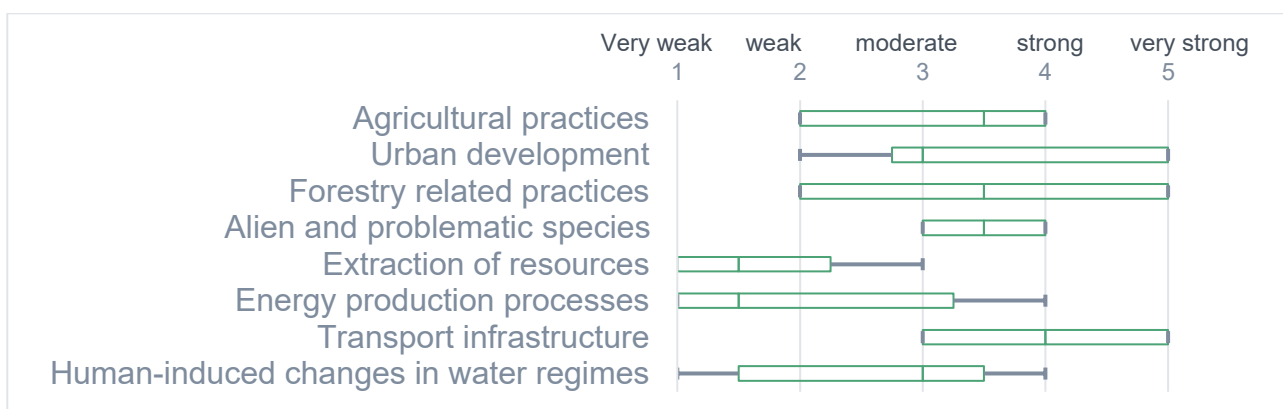 Very weak weak moderate strong very strong
1 2 3 4 5
Agricultural practices
Urban development
Forestry related practices
Alien and problematic species
Extraction of resources
Energy production processes
Transport infrastructure
Human-induced changes in water regimes